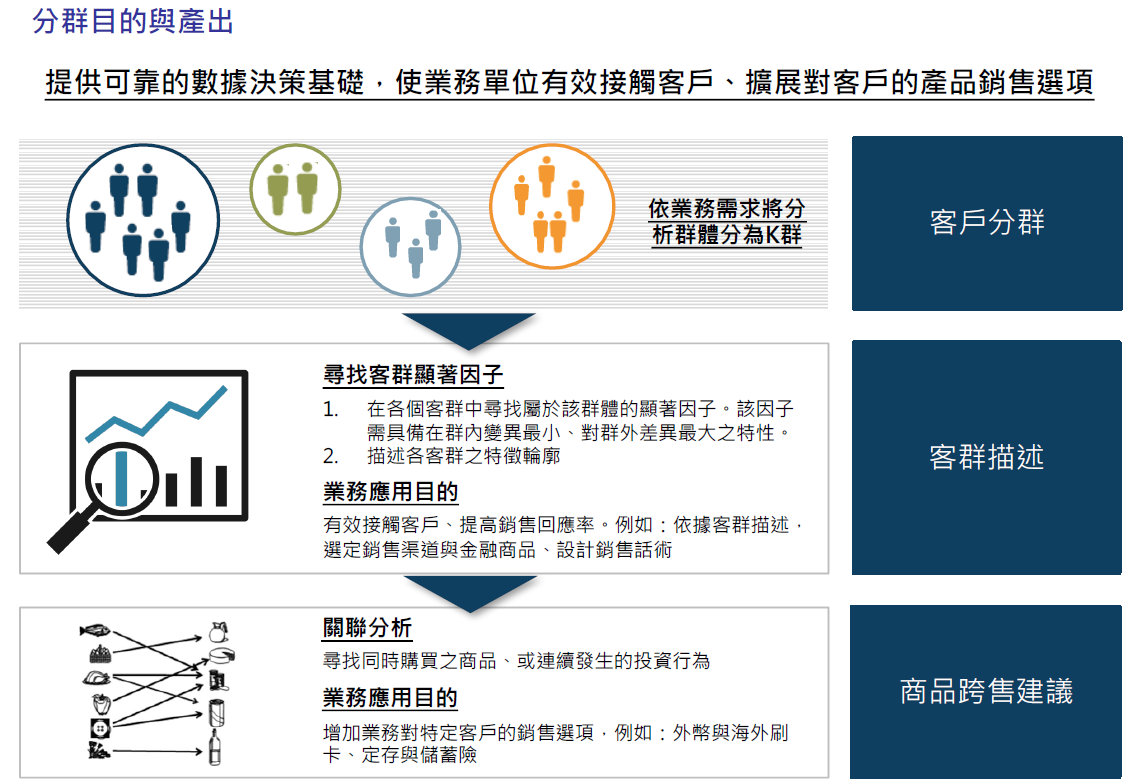 分群目的與產出
提供可靠的數據決策基礎，使業務單位有效接觸客戶、擴展對客戶的產品銷售選項
依業務需求將分
析群體分為K群
客戶分群
尋找客群顯著因子
1. 在各個客群中尋找屬於該群體的顯著因子。該因子
需具備在群內變異最小、對群外差異最大之特性。
2. 描述各客群之特徵輪廓
業務應用目的
有效接觸客戶、提高銷售回應率。例如：依據客群描述，
選定銷售渠道與金融商品、設計銷售話術
客群描述
關聯分析
尋找同時購買之商品、或連續發生的投資行為
業務應用目的
增加業務對特定客戶的銷售選項，例如：外幣與海外刷
卡、定存與儲蓄險
商品跨售建議